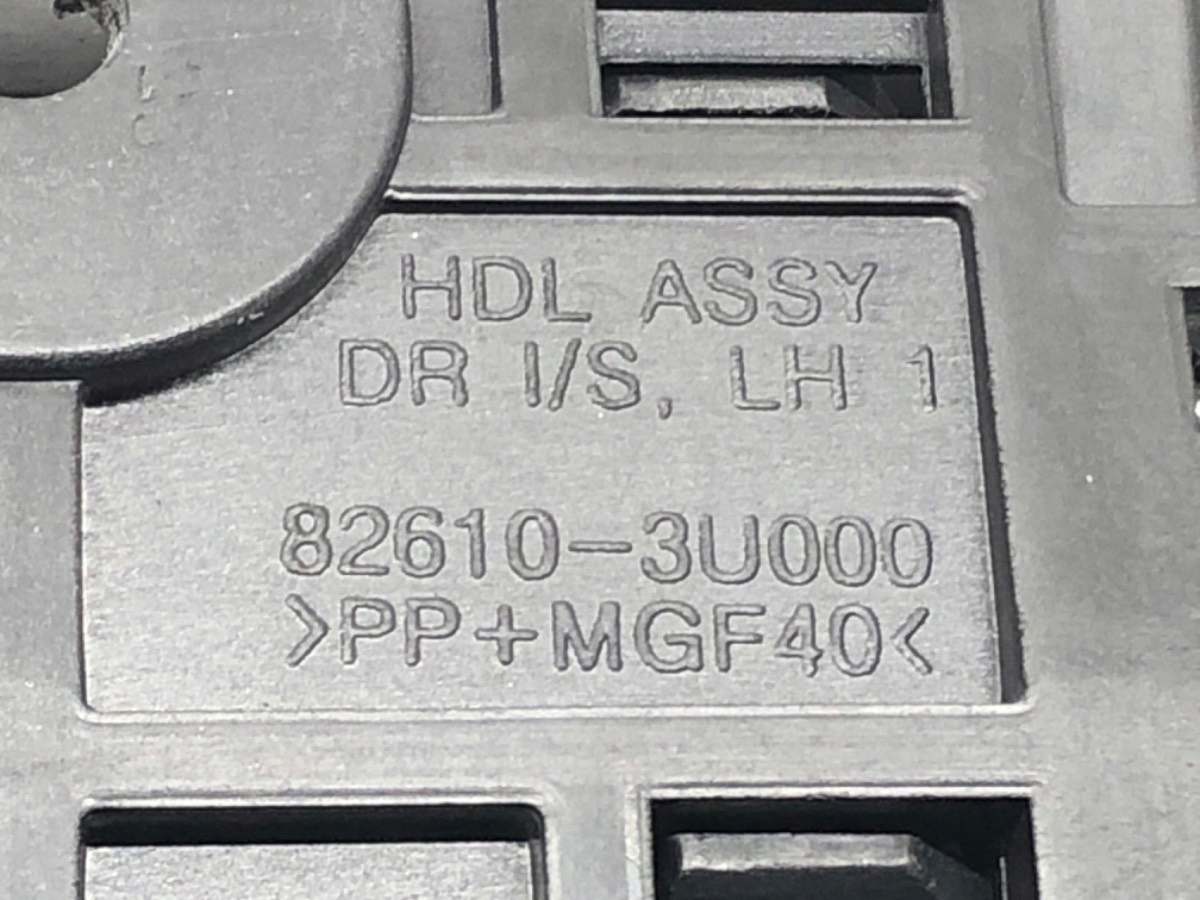 HDL ASSY
DR I/S, LH 1
82610-3U000
>PP+MGF40<